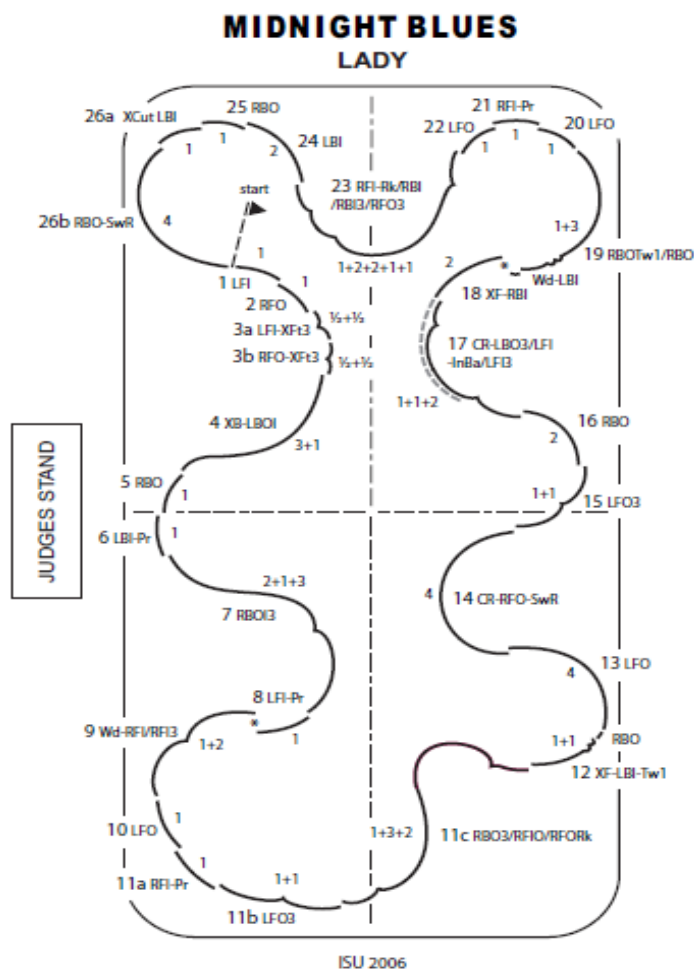 MIDNIGHT BLUES
LADY
26a XCut LBI
25 RBO
1
1
2
24 LBI
21 RFI-Pr
22 LFO
20 LFO
1
1
1
start
23 RFI-Rk/RBI
/RBI3/RFO3
26b RBO-SwR
4
1
1+2+2+1+1
2
1+3
19 RBOTw1/RBO
*
Wd-LBI
1 LFI
1
18 XF-RBI
2 RFO
½+½
3a LFI-XFt3
3b RFO-XFt3
½+½
17 CR-LBO3/LFI
-InBa/LFI3
1+1+2
4 XB-LBOI
3+1
16 RBO
2
JUDGES STAND
5 RBO
1
1+1
15 LFO3
6 LBI-Pr
1
2+1+3
4
14 CR-RFO-SwR
7 RBOI3
13 LFO
4
8 LFI-Pr
*
9 Wd-RFI/RFI3
1+2
1
RBO
1+1
12 XF-LBI-Tw1
10 LFO
1
1+3+2
11c RBO3/RFIO/RFORk
11a RFI-Pr
1
1+1
11b LFO3
ISU 2006